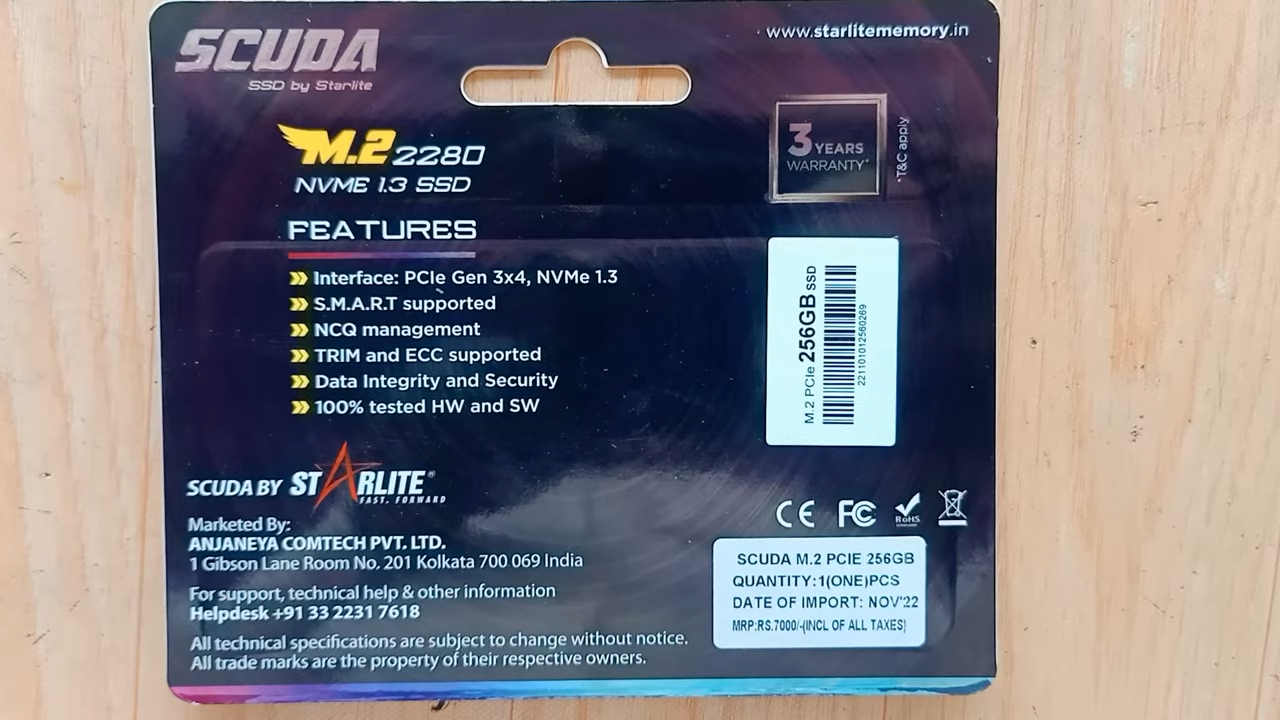 SCUDA
SSD by Starlite
www.starlitememory.in
M.2 2280
NVME 1.3 SSD
3 YEARS
WARRANTY*
*T&C apply
FEATURES
Interface: PCIe Gen 3x4, NVMe 1.3
S.M.A.R.T supported
NCQ management
TRIM and ECC supported
Data Integrity and Security
100% tested HW and SW
M.2 PCIe 256GB SSD
221101012560269
SCUDA BY STARLITE®
FAST. FORWARD
Marketed By:
ANJANEYA COMTECH PVT. LTD.
1 Gibson Lane Room No. 201 Kolkata 700 069 India
For support, technical help & other information
Helpdesk +91 33 2231 7618
All technical specifications are subject to change without notice.
All trade marks are the property of their respective owners.
CE FC RoHS
SCUDA M.2 PCIE 256GB
QUANTITY:1(ONE)PCS
DATE OF IMPORT: NOV'22
MRP:RS.7000/-(INCL OF ALL TAXES)